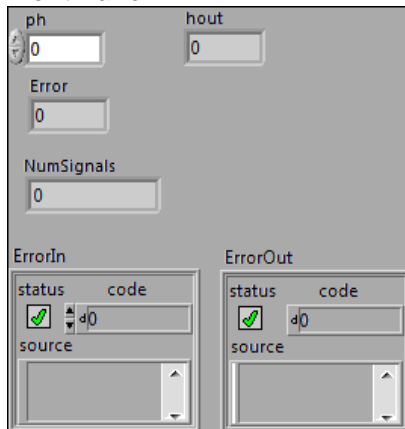 ph hout
0 0
Error
0
NumSignals
0
ErrorIn ErrorOut
status code status code
d0 d0
source source